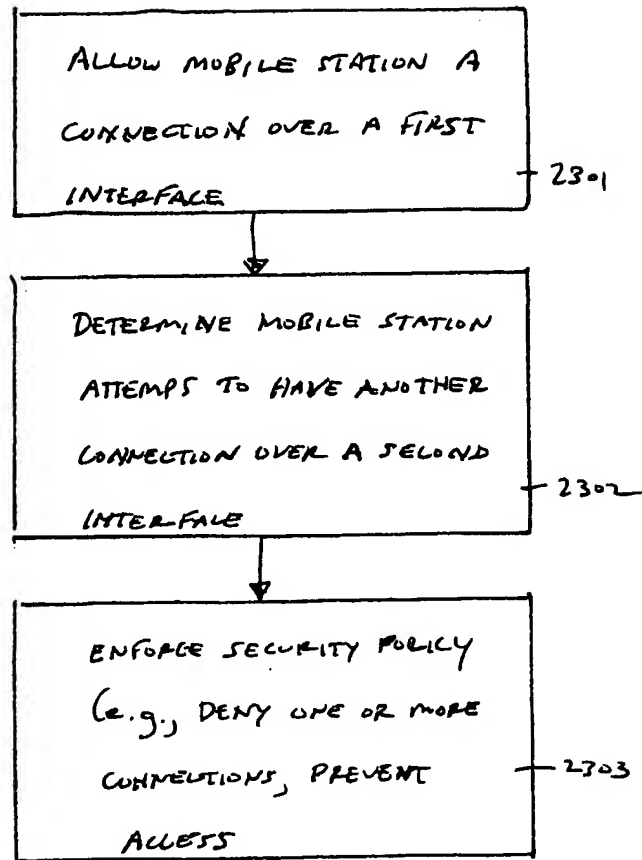 ALLOW MOBILE STATION A
CONNECTION OVER A FIRST
INTERFACE
2301
DETERMINE MOBILE STATION
ATTEMPS TO HAVE ANOTHER
CONNECTION OVER A SECOND
INTERFACE
2302
ENFORCE SECURITY POLICY
(e.g., DENY ONE OR MORE
CONNECTIONS, PREVENT
ACCESS
2303